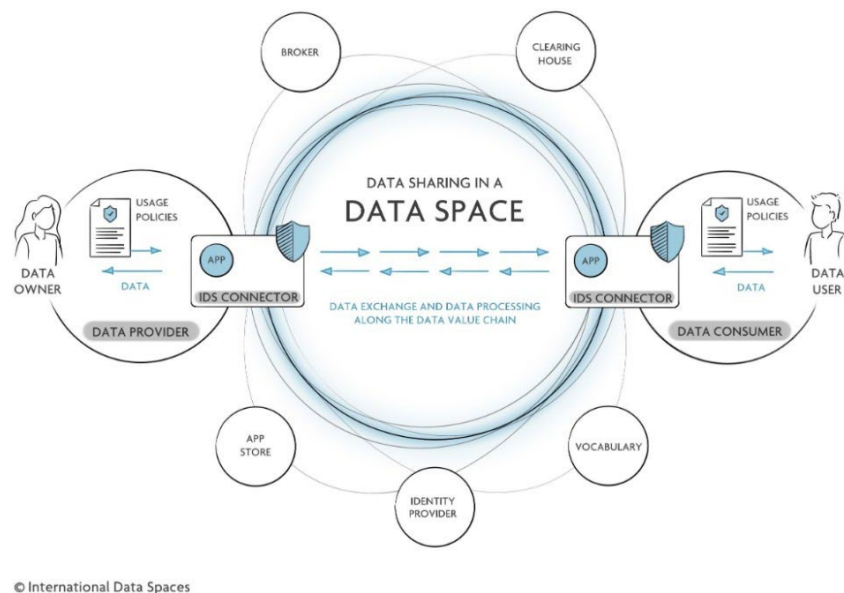 BROKER
CLEARING
HOUSE
DATA SHARING IN A
DATA SPACE
USAGE
POLICIES
DATA
DATA
OWNER
APP
IDS CONNECTOR
DATA PROVIDER
DATA EXCHANGE AND DATA PROCESSING
ALONG THE DATA VALUE CHAIN
APP
IDS CONNECTOR
USAGE
POLICIES
DATA
DATA
USER
DATA CONSUMER
APP
STORE
IDENTITY
PROVIDER
VOCABULARY
© International Data Spaces